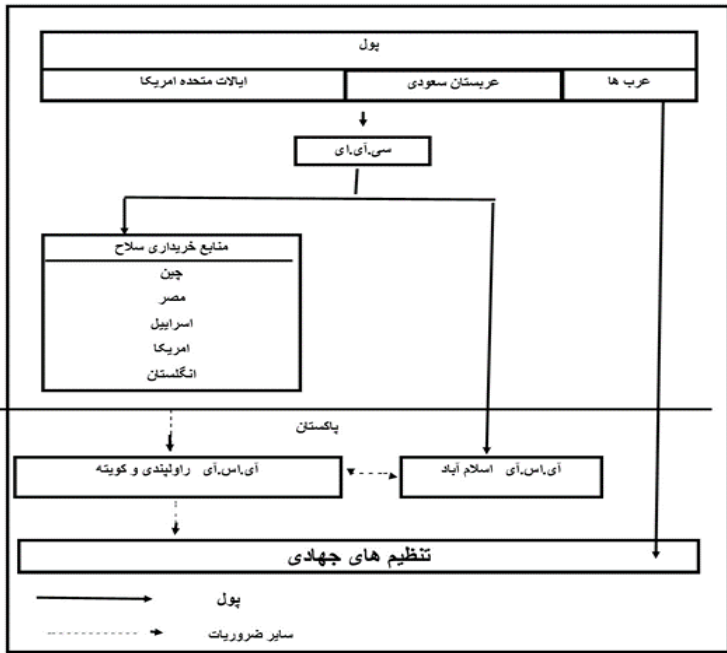 پول
عرب ها
عربستان سعودی
ایالات متحده امریکا
سی.آی.ای
منابع خریداری سلاح
چین
مصر
اسراییل
امریکا
انگلستان
پاکستان
آی.اس.آی اسلام آباد
آی.اس.آی راولپندی و کویته
تنظیم های جهادی
پول
سایر ضروریات